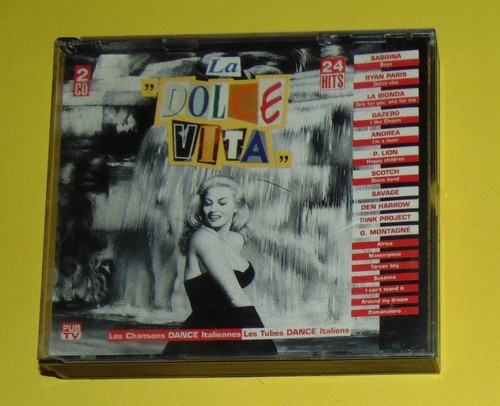 2
CD
La
"DOLCE
VITA"
24
HITS
SABRINA
Boys
RYAN PARIS
Dolce vita
LA BIONDA
One for you, one for me
GAZEBO
I like Chopin
ANDREA
I'm a lover
P. LION
Happy children
SCOTCH
Disco band
SAVAGE
DEN HARROW
PINK PROJECT
G. MONTAGNÉ
Africa
Masterpiece
Tarzan boy
Susanna
I can't stand it
Around my dream
Comanchero
PUB
TV
Les Chansons DANCE Italiennes Les Tubes DANCE Italiens